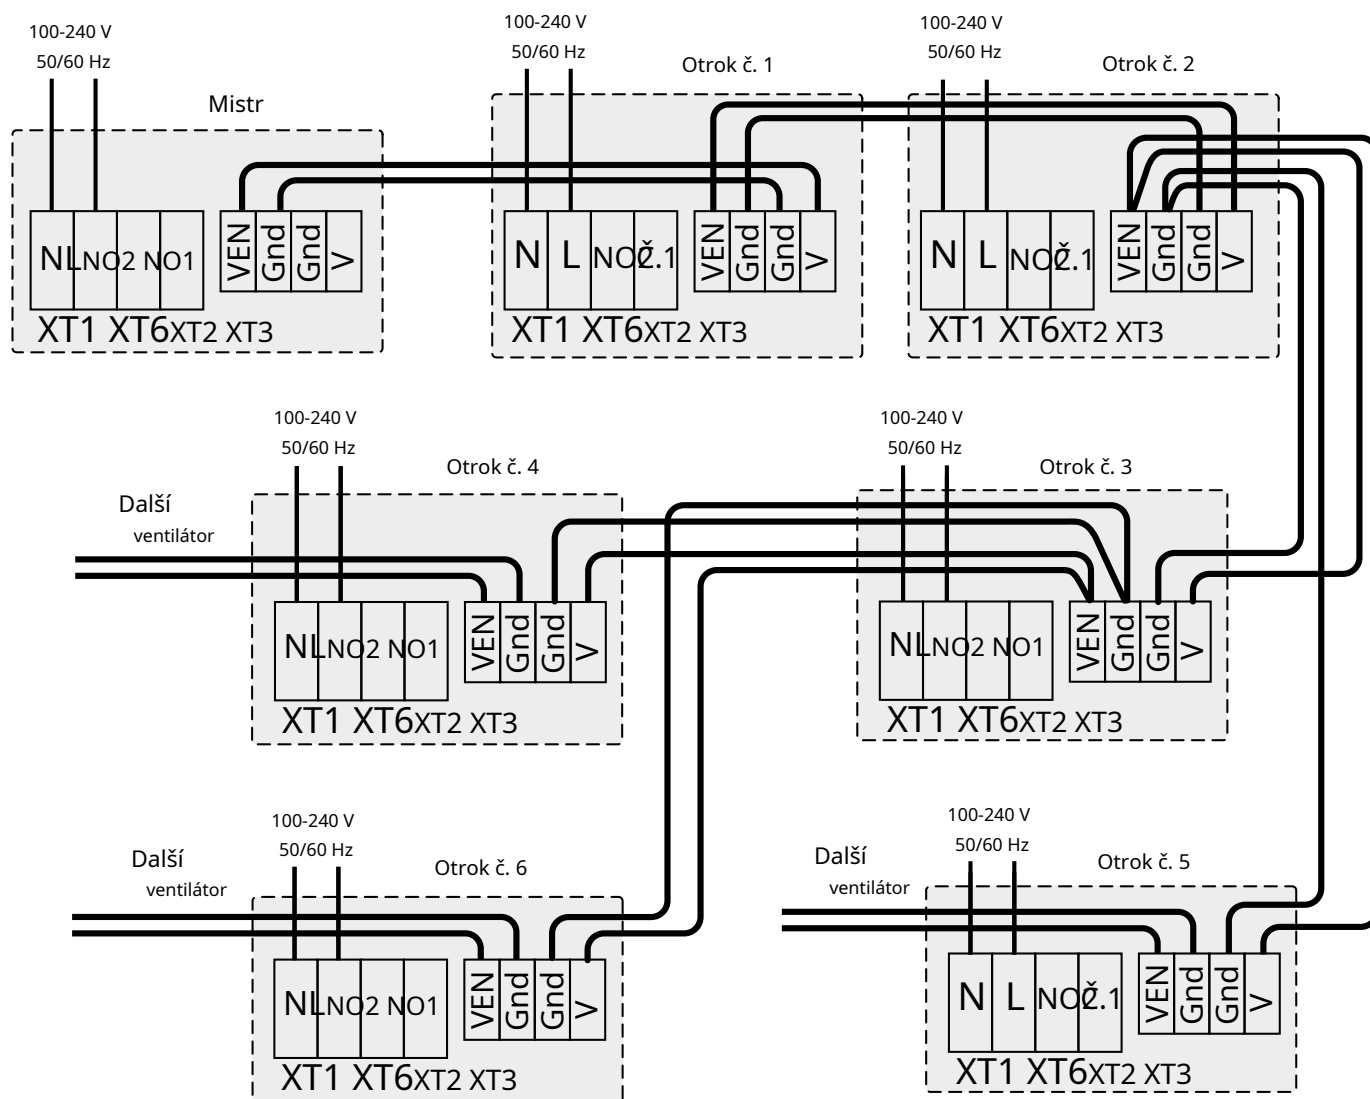 100-240 V
50/60 Hz
Mistr
NL NO2 NO1
VEN Gnd Gnd V
XT1 XT6 XT2 XT3
100-240 V
50/60 Hz
Otrok č. 1
N L NO2 Č.1
VEN Gnd Gnd V
XT1 XT6 XT2 XT3
100-240 V
50/60 Hz
Otrok č. 2
N L NO2 Č.1
VEN Gnd Gnd V
XT1 XT6 XT2 XT3
Další
ventilátor
100-240 V
50/60 Hz
Otrok č. 4
NL NO2 NO1
VEN Gnd Gnd V
XT1 XT6 XT2 XT3
100-240 V
50/60 Hz
Otrok č. 3
NL NO2 NO1
VEN Gnd Gnd V
XT1 XT6 XT2 XT3
Další
ventilátor
100-240 V
50/60 Hz
Otrok č. 6
NL NO2 NO1
VEN Gnd Gnd V
XT1 XT6 XT2 XT3
Další
ventilátor
100-240 V
50/60 Hz
Otrok č. 5
N L NO2 Č.1
VEN Gnd Gnd V
XT1 XT6 XT2 XT3